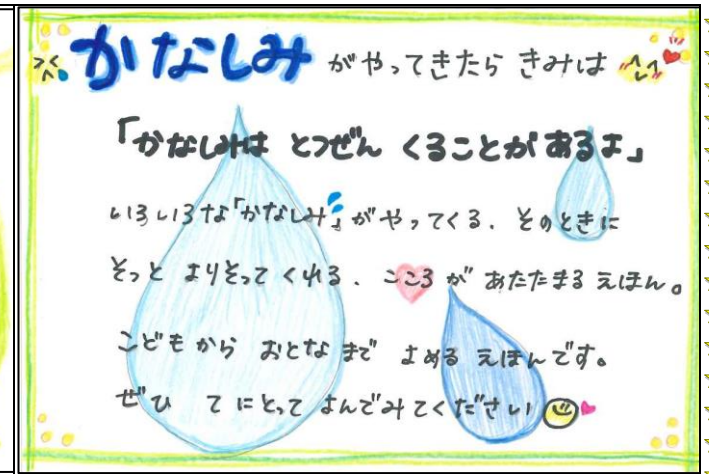 かなしみ がやってきたら きみは
「かなしみは とつぜん くることが あるよ」
いろいろな「かなしみ」がやってくる. そのときに
そっと よりそって くれる. こころ が あたたまる えほん。
こどもから おとな まで よめる えほんです。
ぜひ てにとって よんでみてください